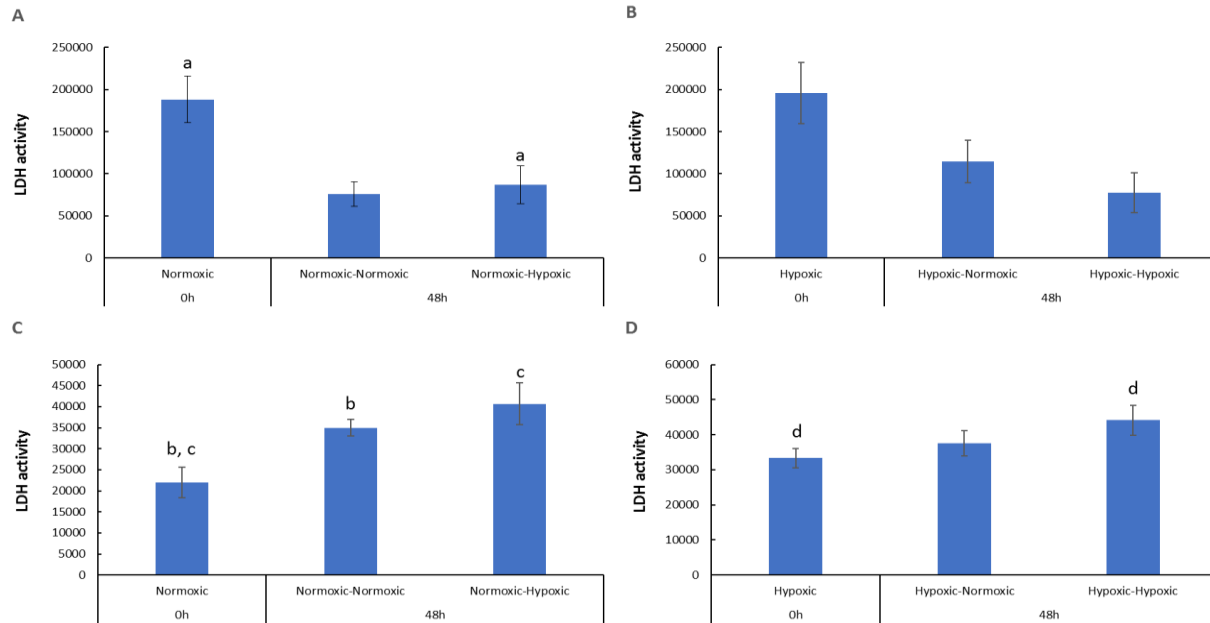 A
LDH activity
250000
200000
150000
100000
50000
0
a
a
Normoxic
Normoxic-Normoxic
Normoxic-Hypoxic
0h
48h
B
LDH activity
250000
200000
150000
100000
50000
0
Hypoxic
Hypoxic-Normoxic
Hypoxic-Hypoxic
0h
48h
C
LDH activity
50000
45000
40000
35000
30000
25000
20000
15000
10000
5000
0
b, c
b
c
Normoxic
Normoxic-Normoxic
Normoxic-Hypoxic
0h
48h
D
LDH activity
60000
50000
40000
30000
20000
10000
0
d
d
Hypoxic
Hypoxic-Normoxic
Hypoxic-Hypoxic
0h
48h